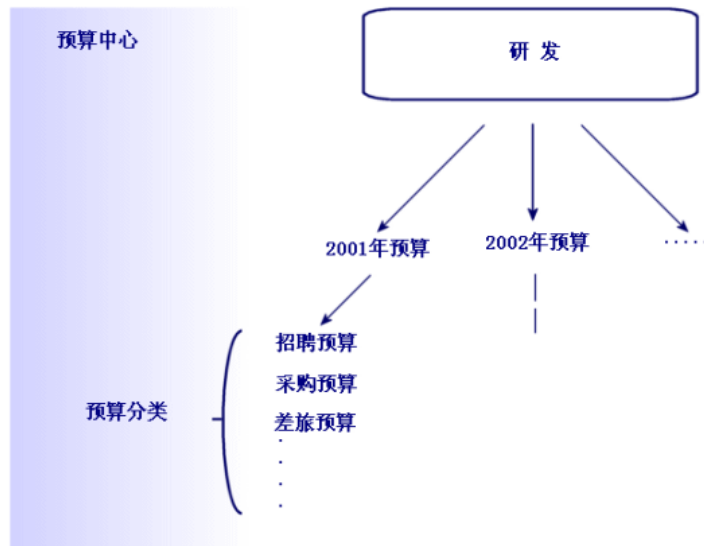 预算中心
研 发
2001年预算
2002年预算
·····
招聘预算
采购预算
预算分类
差旅预算